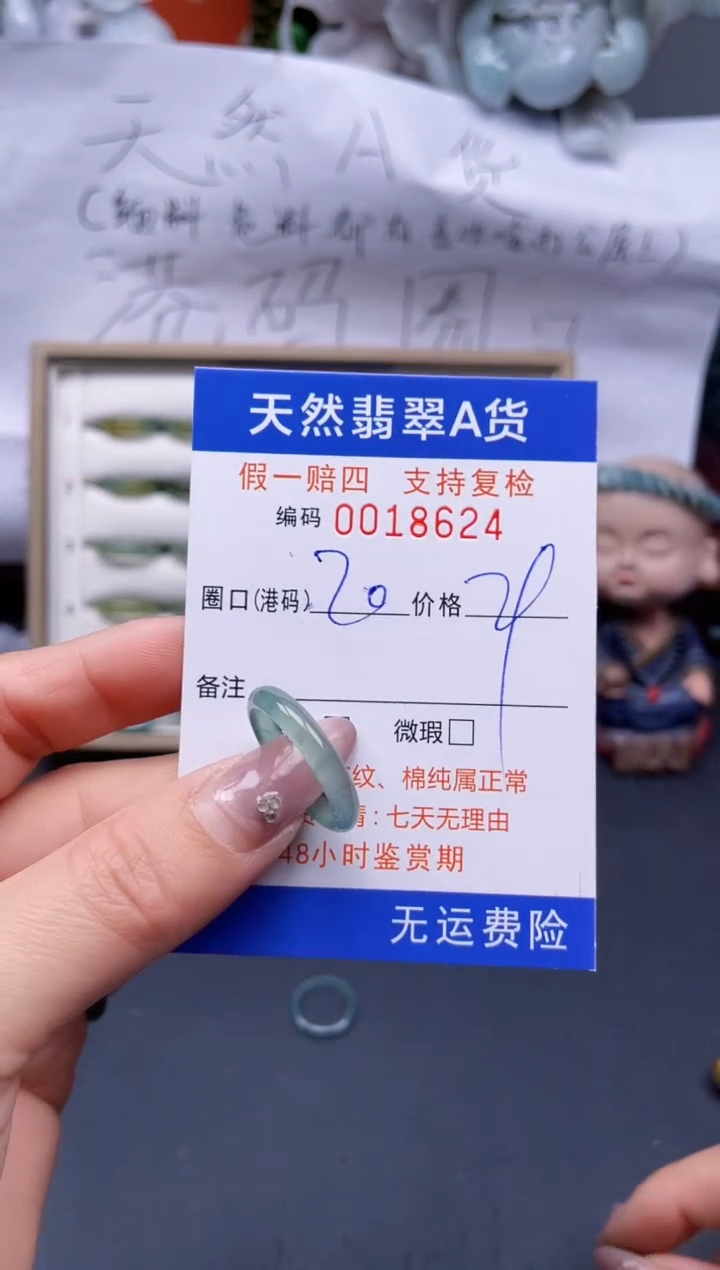 天然A货
港码圈口
天然翡翠A货
假一赔四 支持复检
编码 0018624
圈口(港码) 20 价格
备注
微瑕
纹、棉纯属正常
:七天无理由
48小时鉴赏期
无运费险